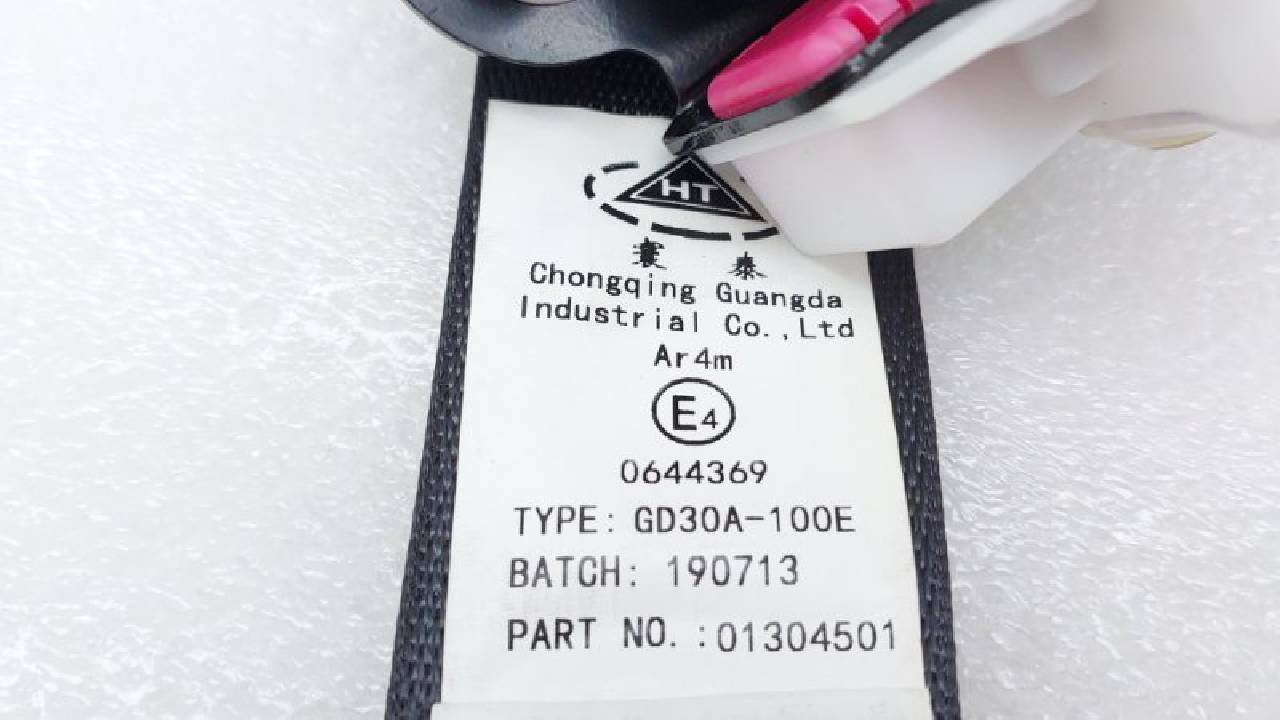 HT
寰 泰
Chongqing Guangda
Industrial Co.,Ltd
Ar4m
E4
0644369
TYPE: GD30A-100E
BATCH: 190713
PART NO.:01304501